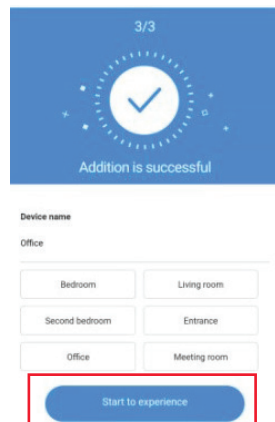 3/3
Addition is successful
Device name
Office
Bedroom Living room
Second bedroom Entrance
Office Meeting room
Start to experience